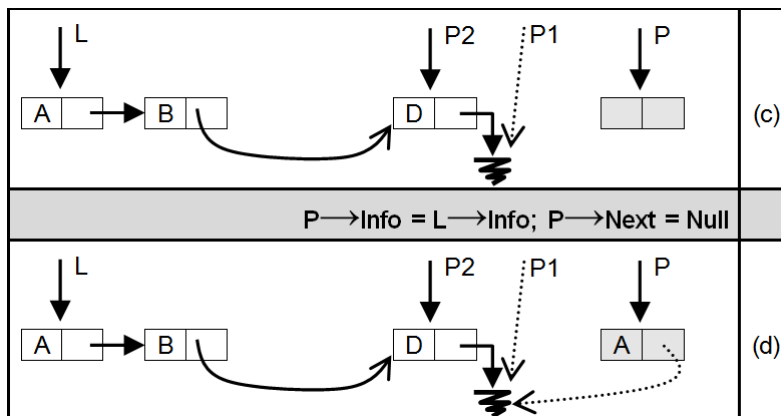 L P2 P1 P
A B D (c)
P→Info = L→Info; P→Next = Null
L P2 P1 P
A B D A (d)